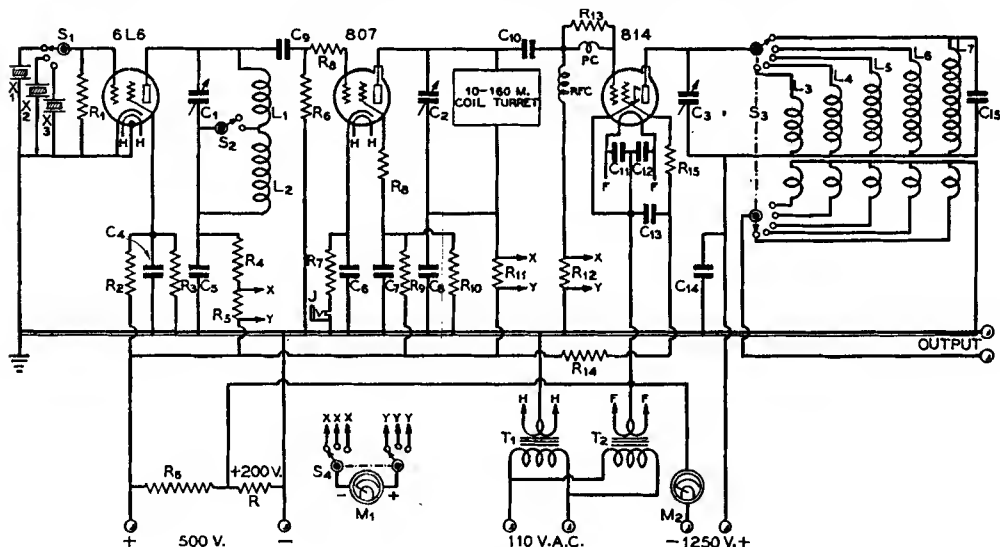 R13
S1 6L6 C9 807 C10 814 L7
R8 L6
PC L5
X1 X2 X3 R1 C1 L1 R6 C2 10-160 M. COIL TURRET RFC C3 S3 L3 L4 C15
H H S2 H H C11 C12 R15
L2 F F
R8 C13
C4
R2 R3 C5 R4 R7 C6 C7 R9 C8 R10 R11 X R12 X C14
X J Y Y
R5 Y
OUTPUT
R14
X X X Y Y Y H H F F
T1 T2
R6 +200 V. S4
R - + M1 M2
+ 500 V. - 110 V.A.C. -1250 V.+